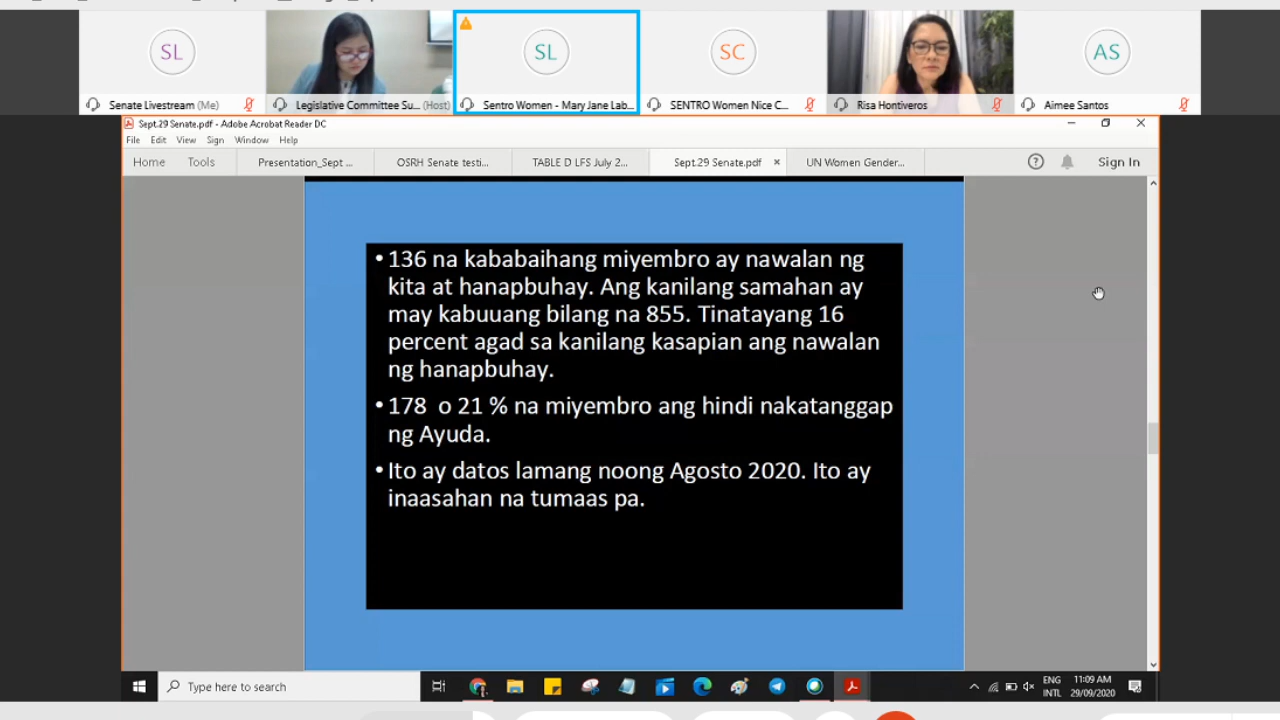 SL
SL
SC
AS
Senate Livestream (Me)
Legislative Committee Su... (Host)
Sentro Women - Mary Jane Lab...
SENTRO Women Nice C...
Risa Hontiveros
Aimee Santos
Sept.29 Senate.pdf - Adobe Acrobat Reader DC
File Edit View Sign Window Help
Home Tools Presentation_Sept ... OSRH Senate testi... TABLE D LFS July 2... Sept.29 Senate.pdf × UN Women Gender... Sign In
• 136 na kababaihang miyembro ay nawalan ng
kita at hanapbuhay. Ang kanilang samahan ay
may kabuuang bilang na 855. Tinatayang 16
percent agad sa kanilang kasapian ang nawalan
ng hanapbuhay.
• 178 o 21 % na miyembro ang hindi nakatanggap
ng Ayuda.
• Ito ay datos lamang noong Agosto 2020. Ito ay
inaasahan na tumaas pa.
Type here to search
ENG 11:09 AM
INTL 29/09/2020